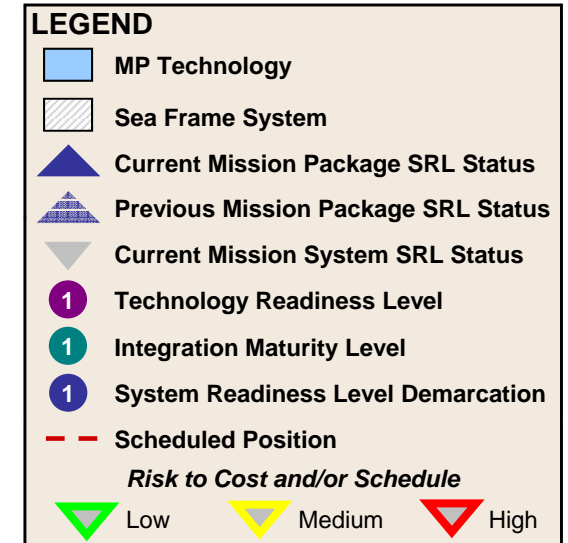 LEGEND
MP Technology
Sea Frame System
Current Mission Package SRL Status
Previous Mission Package SRL Status
Current Mission System SRL Status
1 Technology Readiness Level
1 Integration Maturity Level
1 System Readiness Level Demarcation
Scheduled Position
Risk to Cost and/or Schedule
Low Medium High